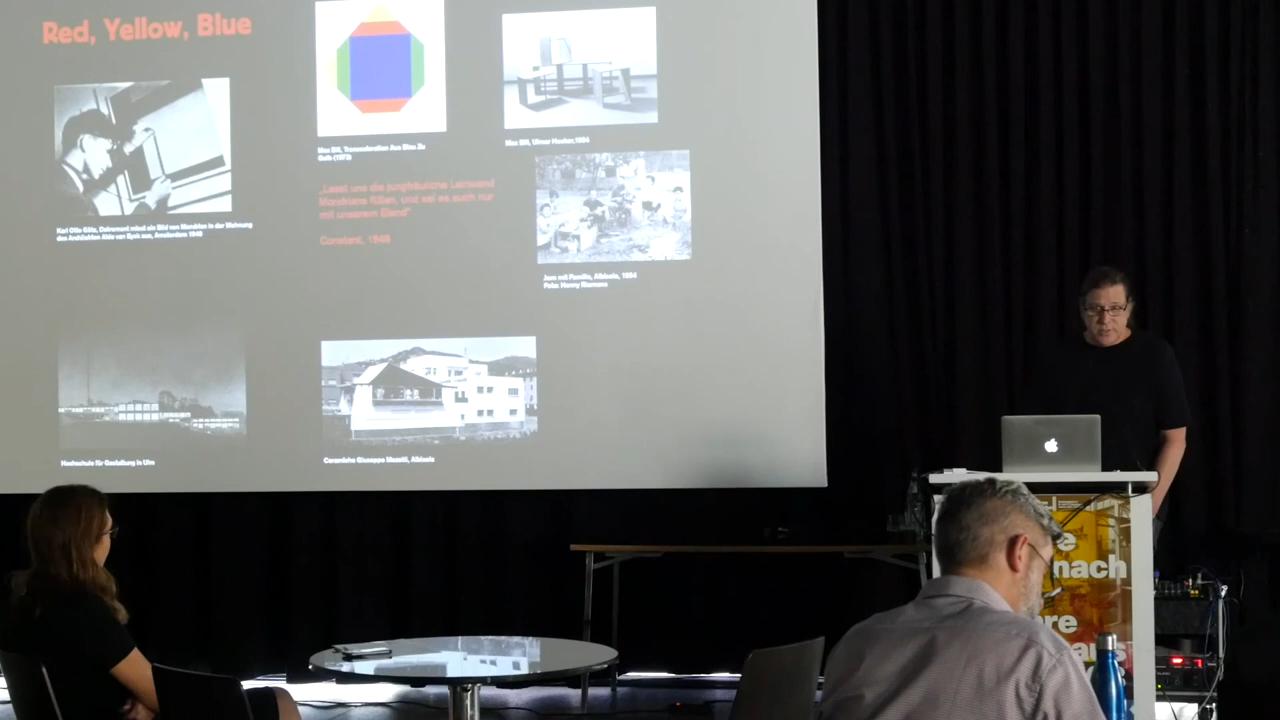 Red, Yellow, Blue
Karl Otto Götz, Dotremont misst ein Bild von Mondrian in der Wohnung
des Architekten Aldo van Eyck aus, Amsterdam 1949
Max Bill, Transcoloration Aus Blau Zu
Gelb (1973)
„Lasst uns die jungfräuliche Leinwand
Mondrians füllen, und sei es auch nur
mit unserem Elend“
Constant, 1948
Max Bill, Ulmer Hocker, 1954
Jorn mit Familie, Albisola, 1954
Foto: Henny Riemens
Hochschule für Gestaltung in Ulm
Ceramiche Giuseppe Mazotti, Albisola
nach